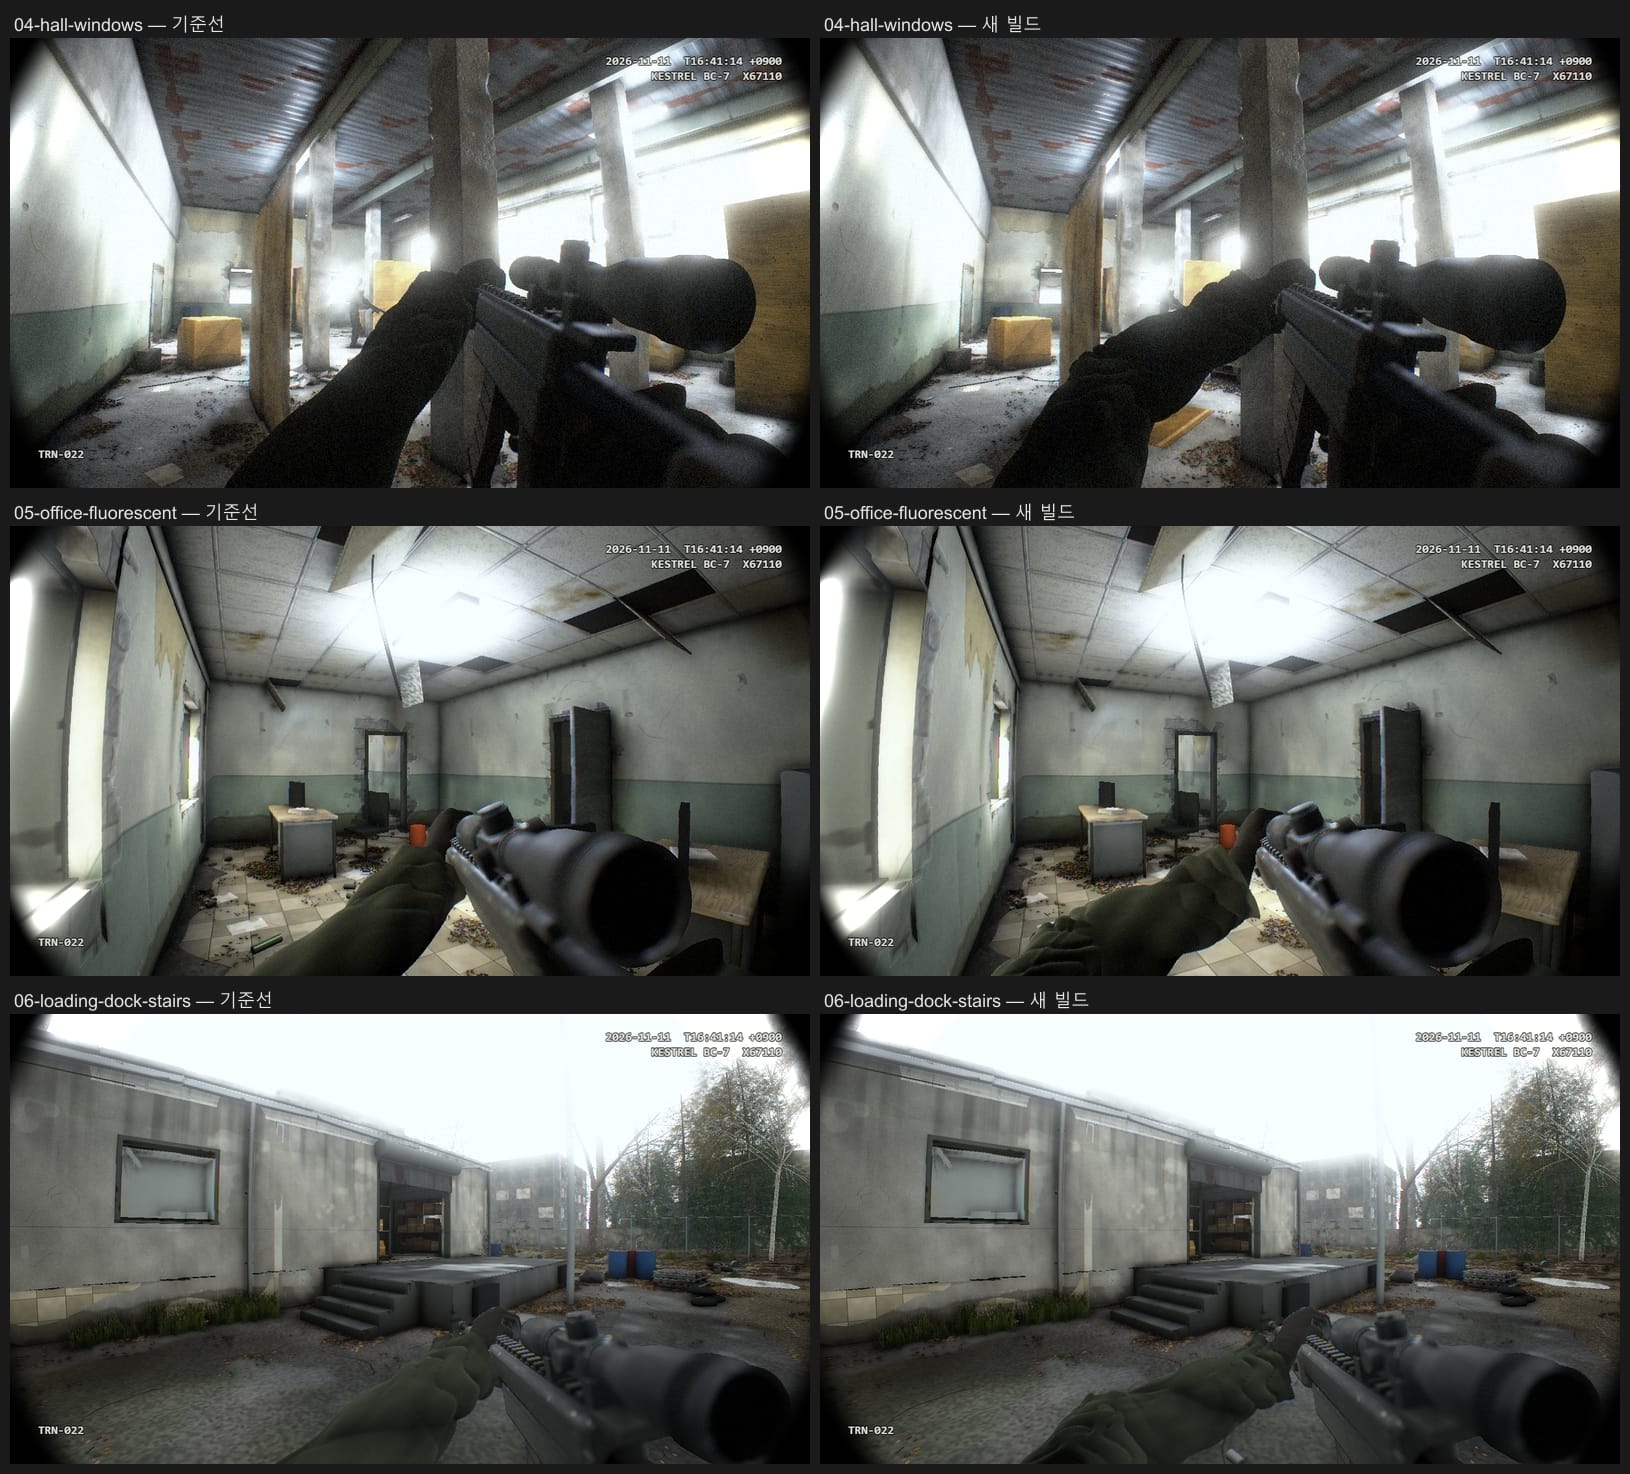 04-hall-windows — 기준선
04-hall-windows — 새 빌드
2026-11-11 T16:41:14 +0900
KESTREL BC-7 X67110
TRN-022
2026-11-11 T16:41:14 +0900
KESTREL BC-7 X67110
TRN-022
05-office-fluorescent — 기준선
05-office-fluorescent — 새 빌드
2026-11-11 T16:41:14 +0900
KESTREL BC-7 X67110
TRN-022
2026-11-11 T16:41:14 +0900
KESTREL BC-7 X67110
TRN-022
06-loading-dock-stairs — 기준선
06-loading-dock-stairs — 새 빌드
2026-11-11 T16:41:14 +0900
KESTREL BC-7 X67110
TRN-022
2026-11-11 T16:41:14 +0900
KESTREL BC-7 X67110
TRN-022